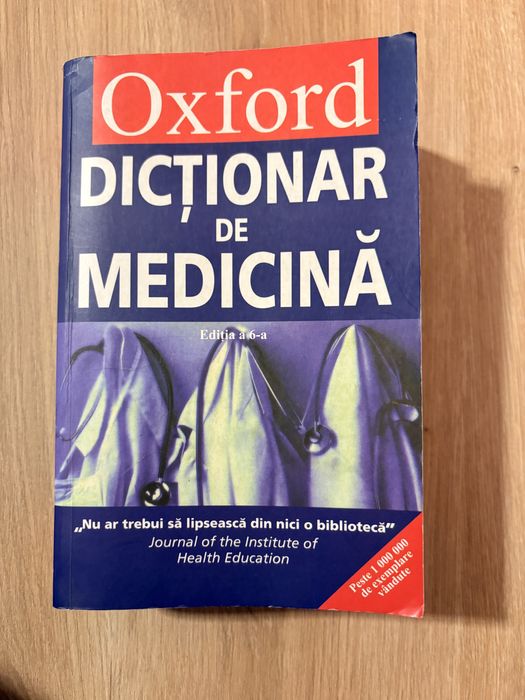 Oxford
DICȚIONAR
DE
MEDICINĂ
Ediția a 6-a
„Nu ar trebui să lipsească din nici o bibliotecă”
Journal of the Institute of
Health Education
Peste 1 000 000
de exemplare
vândute